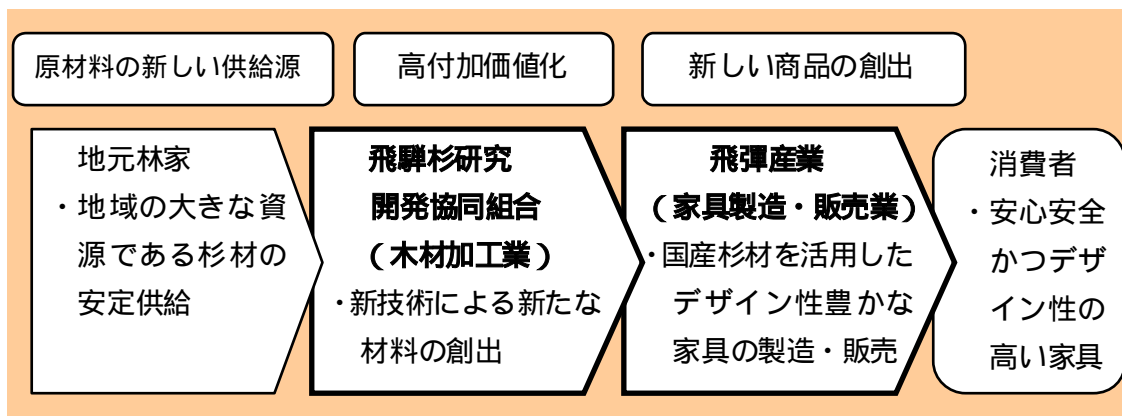 原材料の新しい供給源
高付加価値化
新しい商品の創出
地元林家
・地域の大きな資
源である杉材の
安定供給
飛騨杉研究
開発協同組合
（木材加工業）
・新技術による新たな
材料の創出
飛彈産業
（家具製造・販売業）
・国産杉材を活用した
デザイン性豊かな
家具の製造・販売
消費者
・安心安全
かつデザ
イン性の
高い家具